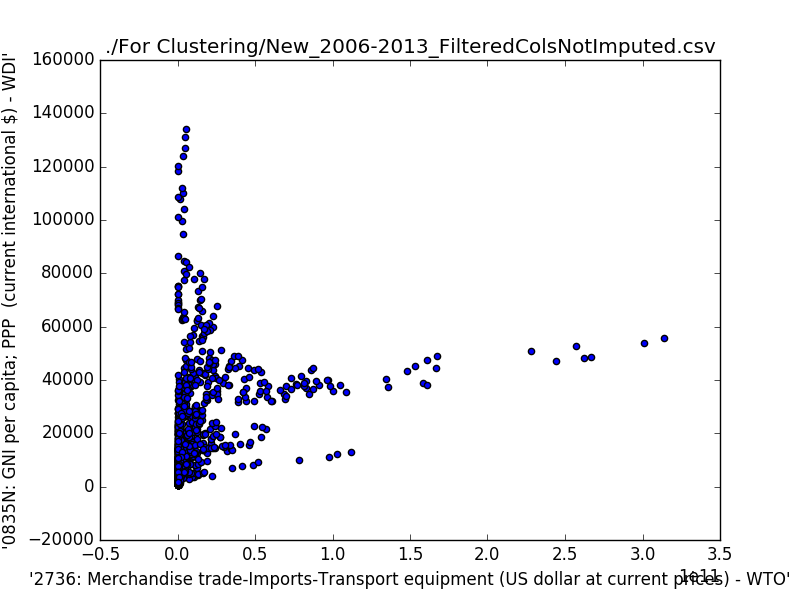 ./For Clustering/New_2006-2013_FilteredColsNotImputed.csv
'0835N: GNI per capita; PPP  (current international $) - WDI'
160000
140000
120000
100000
80000
60000
40000
20000
0
−20000
−0.5 0.0 0.5 1.0 1.5 2.0 2.5 3.0 3.5
1e11
'2736: Merchandise trade-Imports-Transport equipment (US dollar at current prices) - WTO'